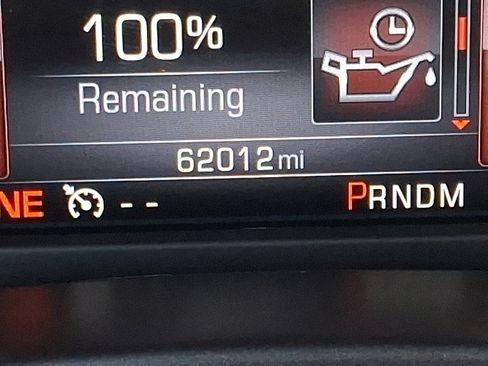 100%
Remaining
62012 mi
NE -- PRNDM